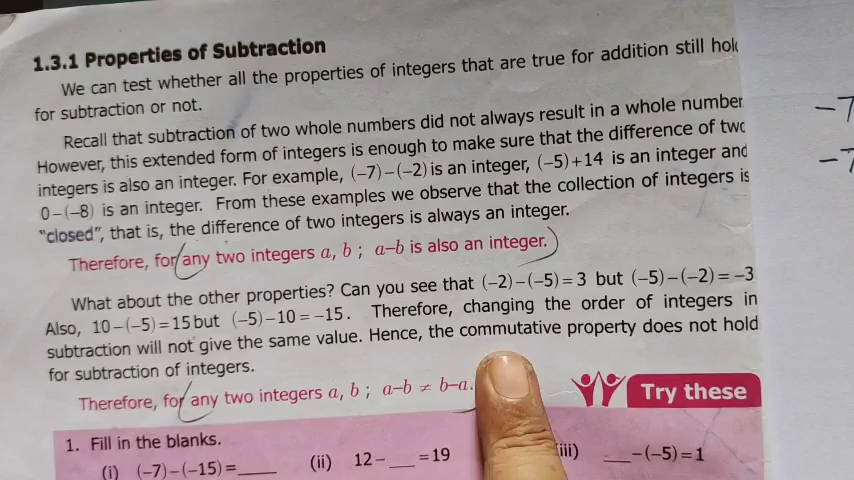 1.3.1 Properties of Subtraction
We can test whether all the properties of integers that are true for addition still hol
for subtraction or not.
Recall that subtraction of two whole numbers did not always result in a whole number
However, this extended form of integers is enough to make sure that the difference of two
integers is also an integer. For example, (−7)−(−2) is an integer, (−5)+14 is an integer and
0−(−8) is an integer. From these examples we observe that the collection of integers is
"closed", that is, the difference of two integers is always an integer.
Therefore, for any two integers a, b ; a−b is also an integer.
What about the other properties? Can you see that (−2)−(−5)=3 but (−5)−(−2)=−3
Also, 10−(−5)=15 but (−5)−10=−15. Therefore, changing the order of integers in
subtraction will not give the same value. Hence, the commutative property does not hold
for subtraction of integers.
Therefore, for any two integers a, b ; a−b ≠ b−a.
Try these
1. Fill in the blanks.
(i) (−7)−(−15)=____ (ii) 12−___=19 (iii) ___−(−5)=1
−7
−7